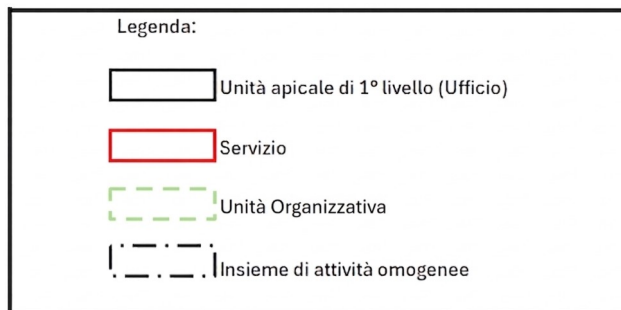 Legenda:
Unità apicale di 1° livello (Ufficio)
Servizio
Unità Organizzativa
Insieme di attività omogenee